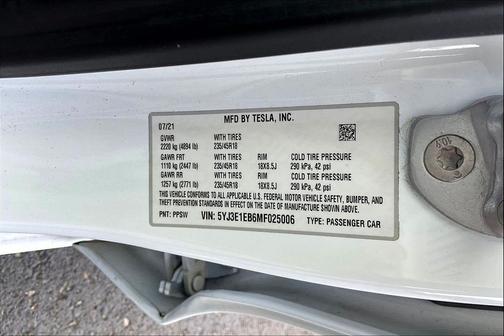 MFD BY TESLA, INC.
07/21
GVWR WITH TIRES
2220 kg (4894 lb) 235/45R18
GAWR FRT WITH TIRES RIM COLD TIRE PRESSURE
1110 kg (2447 lb) 235/45R18 18X8.5J 290 kPa, 42 psi
GAWR RR WITH TIRES RIM COLD TIRE PRESSURE
1257 kg (2771 lb) 235/45R18 18X8.5J 290 kPa, 42 psi
THIS VEHICLE CONFORMS TO ALL APPLICABLE U.S. FEDERAL MOTOR VEHICLE SAFETY, BUMPER, AND
THEFT PREVENTION STANDARDS IN EFFECT ON THE DATE OF MANUFACTURE SHOWN ABOVE.
PNT: PPSW VIN: 5YJ3E1EB6MF025006 TYPE: PASSENGER CAR